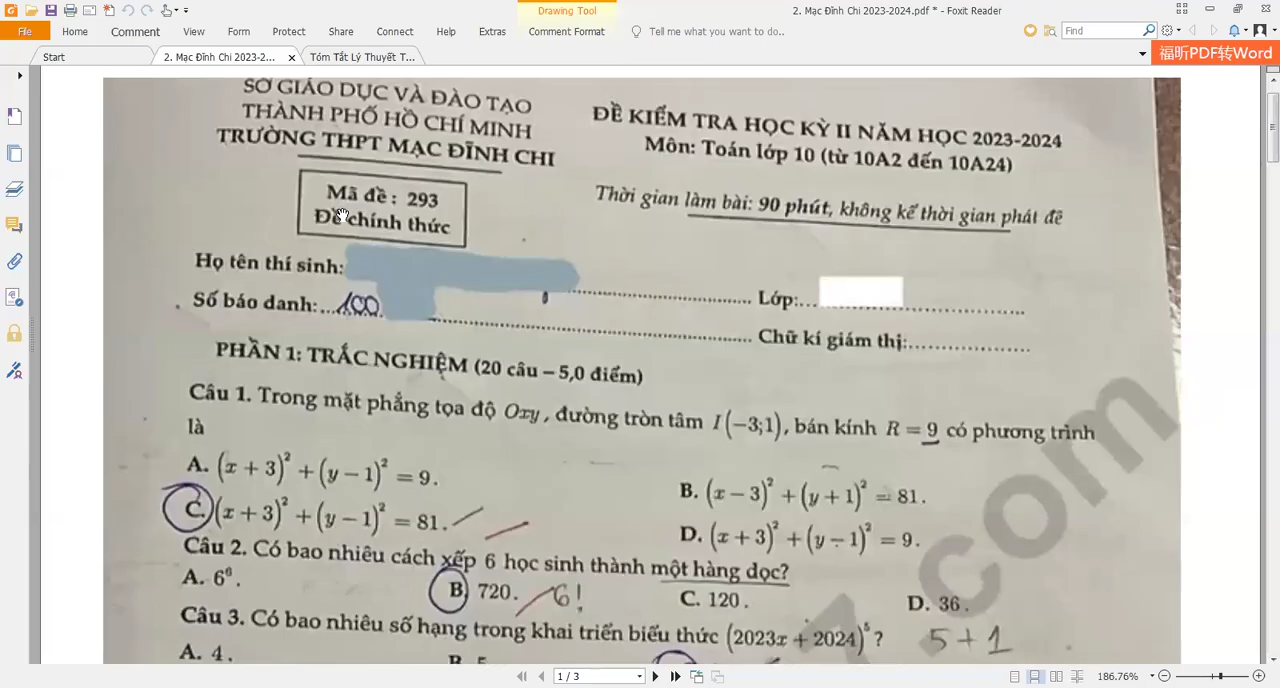 Drawing Tool
2. Mạc Đĩnh Chi 2023-2024.pdf * - Foxit Reader
File Home Comment View Form Protect Share Connect Help Extras Comment Format Tell me what you want to do.. Find
Start 2. Mạc Đĩnh Chi 2023-2... Tóm Tắt Lý Thuyết T... 福昕PDF转Word
SỞ GIÁO DỤC VÀ ĐÀO TẠO
THÀNH PHỐ HỒ CHÍ MINH
TRƯỜNG THPT MẠC ĐĨNH CHI
ĐỀ KIỂM TRA HỌC KỲ II NĂM HỌC 2023-2024
Môn: Toán lớp 10 (từ 10A2 đến 10A24)
Mã đề : 293
Đề chính thức
Thời gian làm bài: 90 phút, không kể thời gian phát đề
Họ tên thí sinh:
Lớp:...
Số báo danh:...100
Chữ kí giám thị:
PHẦN 1: TRẮC NGHIỆM (20 câu – 5,0 điểm)
Câu 1. Trong mặt phẳng tọa độ Oxy, đường tròn tâm I(−3;1), bán kính R = 9 có phương trình
là
A. (x + 3)² + (y − 1)² = 9.
B. (x − 3)² + (y + 1)² = 81.
C. (x + 3)² + (y − 1)² = 81.
D. (x + 3)² + (y − 1)² = 9.
Câu 2. Có bao nhiêu cách xếp 6 học sinh thành một hàng dọc?
A. 6⁶. B. 720. 6! C. 120. D. 36.
Câu 3. Có bao nhiêu số hạng trong khai triển biểu thức (2023x + 2024)⁵ ? 5 + 1
A. 4. B. 5
7.com
1 / 3 186.76%